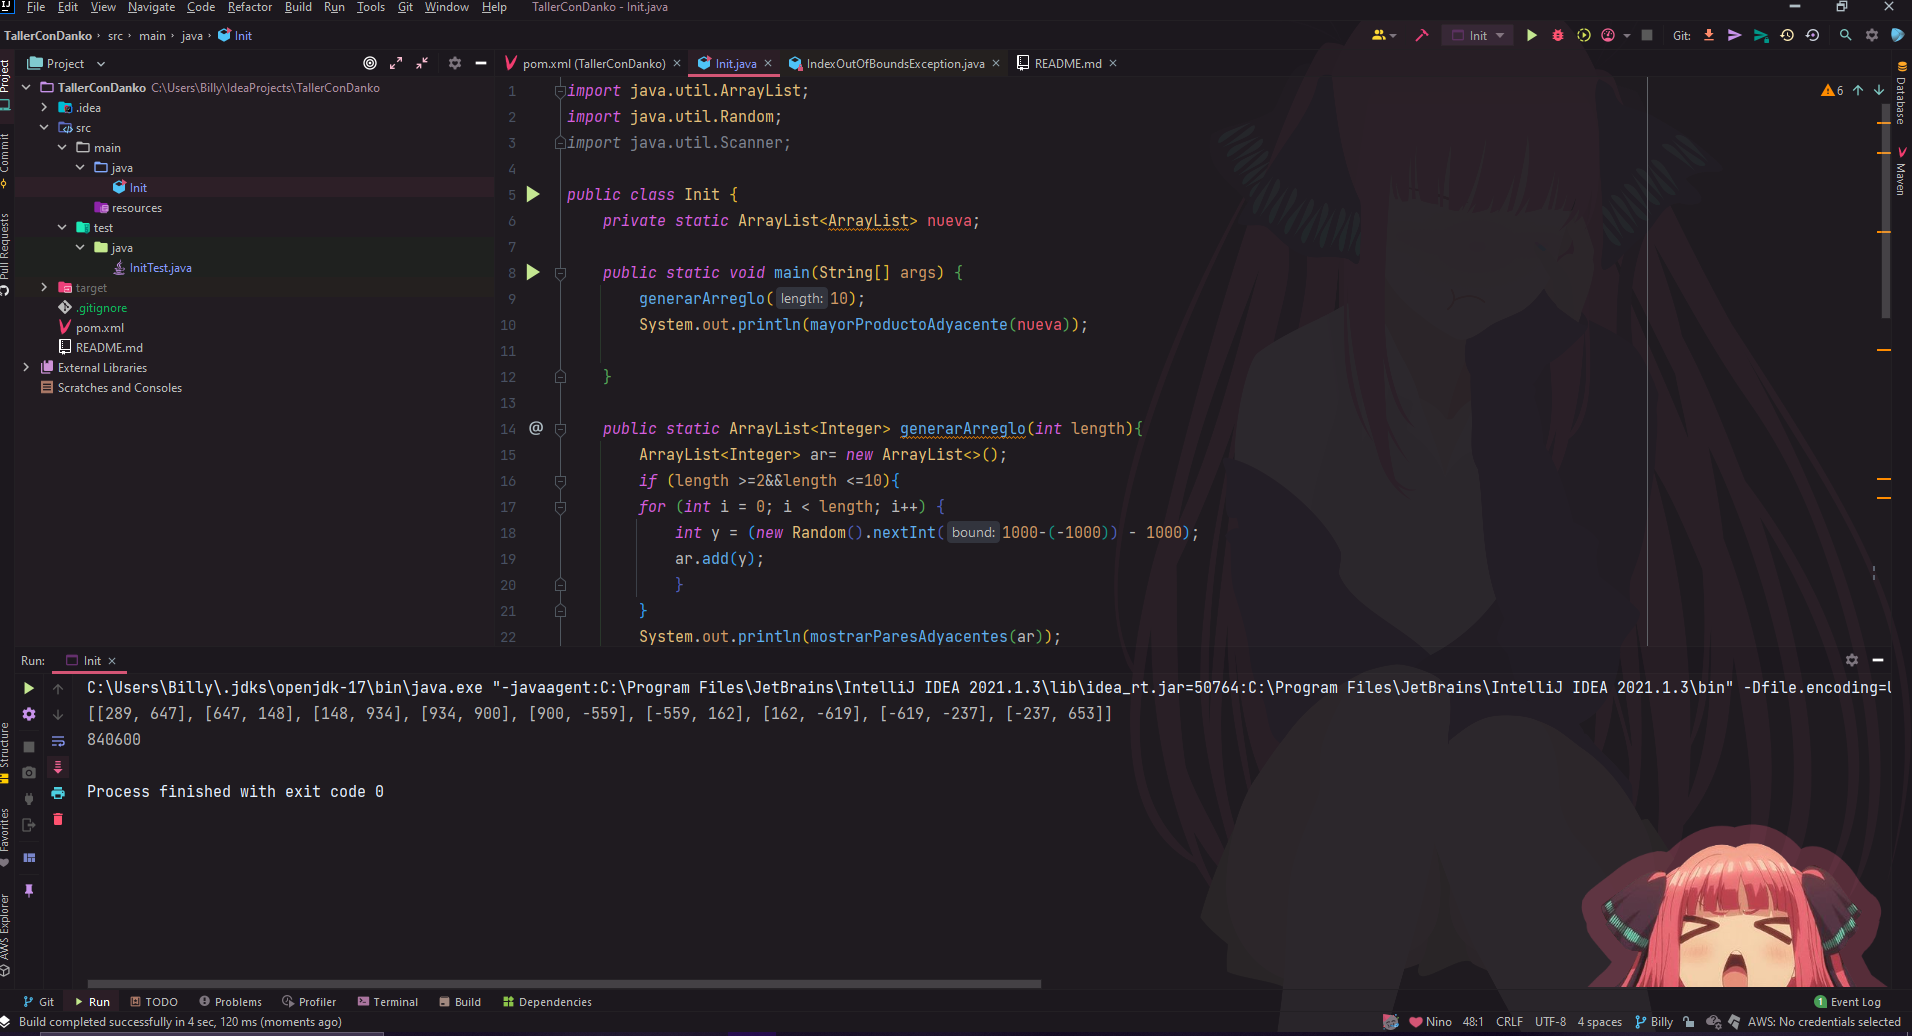 File Edit View Navigate Code Refactor Build Run Tools Git Window Help TallerConDanko - Init.java
TallerConDanko › src › main › java › Init
Init
Git:
Project
pom.xml (TallerConDanko)
Init.java
IndexOutOfBoundsException.java
README.md
TallerConDanko C:\Users\Billy\IdeaProjects\TallerConDanko
.idea
src
main
java
Init
resources
test
java
InitTest.java
target
.gitignore
pom.xml
README.md
External Libraries
Scratches and Consoles
Project
Commit
Pull Requests
Structure
Favorites
AWS Explorer
6
Database
Maven
1 import java.util.ArrayList;
2 import java.util.Random;
3 import java.util.Scanner;
4
5 public class Init {
6 private static ArrayList<ArrayList> nueva;
7
8 public static void main(String[] args) {
9 generarArreglo( length: 10);
10 System.out.println(mayorProductoAdyacente(nueva));
11
12 }
13
14 @ public static ArrayList<Integer> generarArreglo(int length){
15 ArrayList<Integer> ar= new ArrayList<>();
16 if (length >=2&&length <=10){
17 for (int i = 0; i < length; i++) {
18 int y = (new Random().nextInt( bound: 1000-(-1000)) - 1000);
19 ar.add(y);
20 }
21 }
22 System.out.println(mostrarParesAdyacentes(ar));
Run: Init
C:\Users\Billy\.jdks\openjdk-17\bin\java.exe "-javaagent:C:\Program Files\JetBrains\IntelliJ IDEA 2021.1.3\lib\idea_rt.jar=50764:C:\Program Files\JetBrains\IntelliJ IDEA 2021.1.3\bin" -Dfile.encoding=U
[[289, 647], [647, 148], [148, 934], [934, 900], [900, -559], [-559, 162], [162, -619], [-619, -237], [-237, 653]]
840600
Process finished with exit code 0
Git Run TODO Problems Profiler Terminal Build Dependencies
1 Event Log
Build completed successfully in 4 sec, 120 ms (moments ago)
Nino 48:1 CRLF UTF-8 4 spaces Billy AWS: No credentials selected